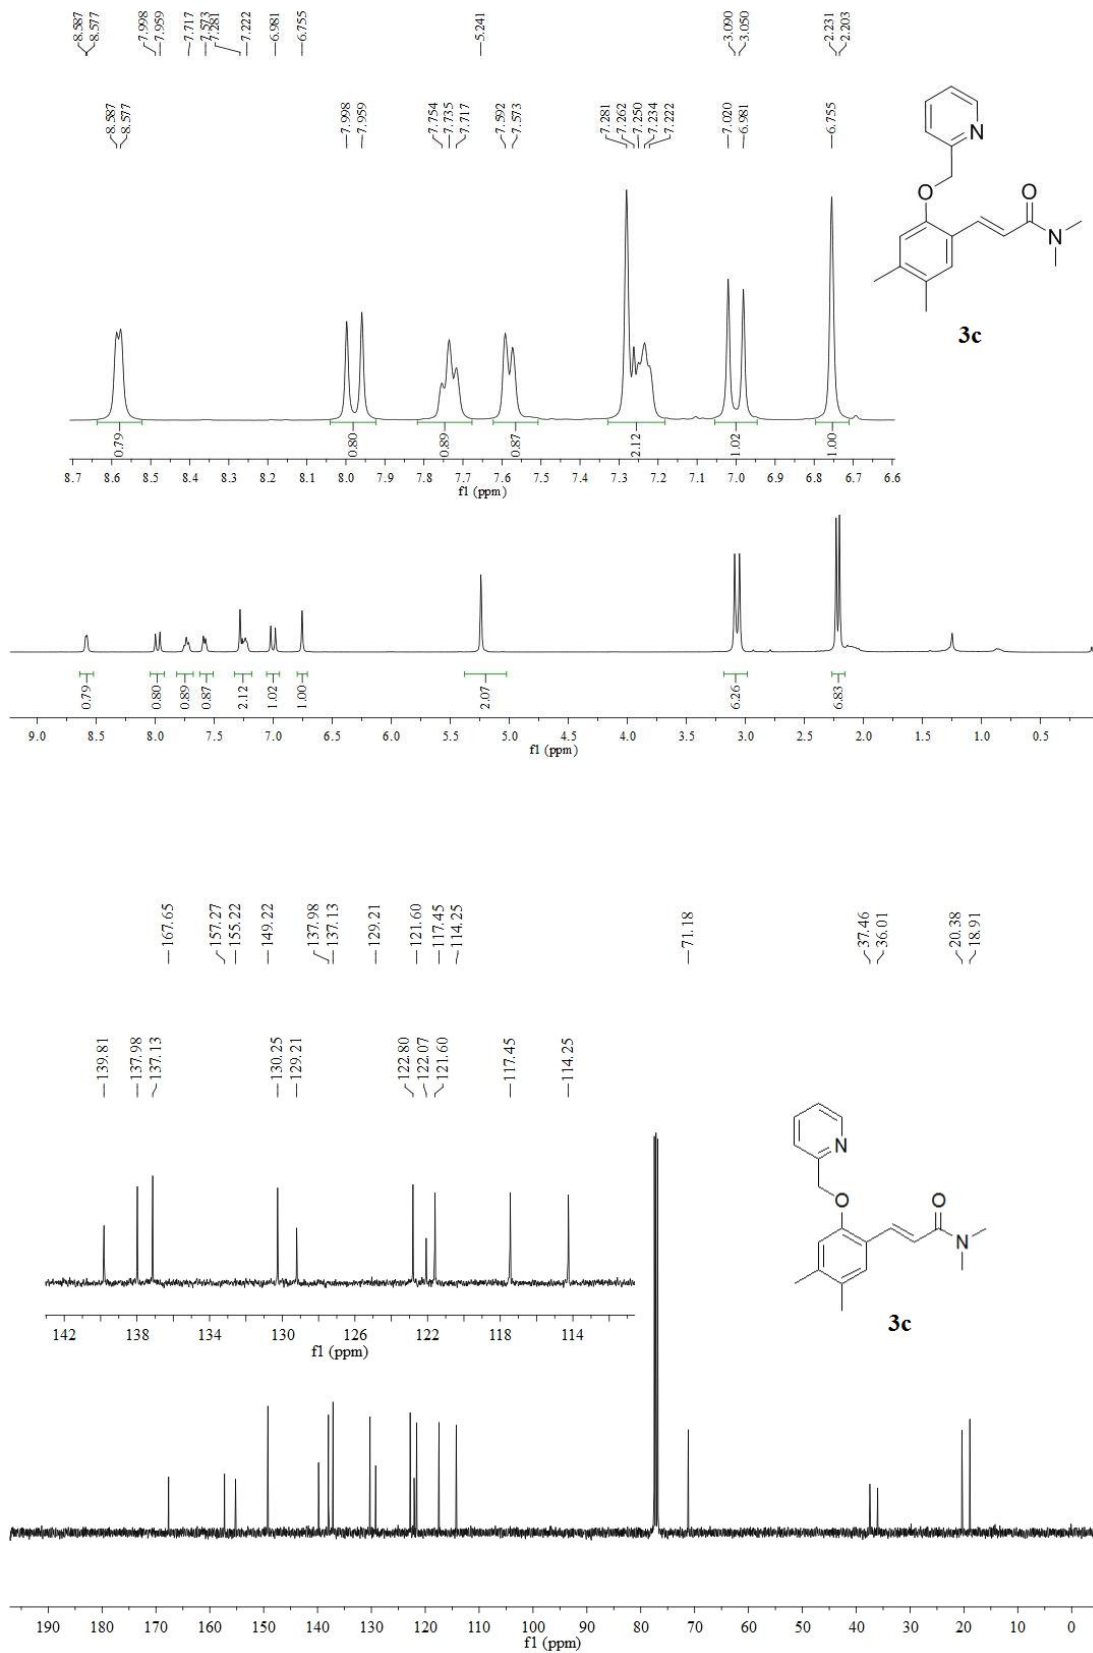 8.587 8.577 7.998 7.959 7.717 7.573 7.281 7.222 6.981 6.755 5.241 3.090 3.050 2.231 2.203
8.587 8.577 7.998 7.959 7.754 7.735 7.717 7.592 7.573 7.281 7.262 7.250 7.234 7.222 7.020 6.981 6.755
N
O
O
N
3c
0.79 0.80 0.89 0.87 2.12 1.02 1.00
8.7 8.6 8.5 8.4 8.3 8.2 8.1 8.0 7.9 7.8 7.7 7.6 7.5 7.4 7.3 7.2 7.1 7.0 6.9 6.8 6.7 6.6
f1 (ppm)
0.79 0.80 0.89 0.87 2.12 1.02 1.00 2.07 6.26 6.83
9.0 8.5 8.0 7.5 7.0 6.5 6.0 5.5 5.0 4.5 4.0 3.5 3.0 2.5 2.0 1.5 1.0 0.5
f1 (ppm)
167.65 157.27 155.22 149.22 137.98 137.13 129.21 121.60 117.45 114.25 71.18 37.46 36.01 20.38 18.91
139.81 137.98 137.13 130.25 129.21 122.80 122.07 121.60 117.45 114.25
N
O
O
N
3c
142 138 134 130 126 122 118 114
f1 (ppm)
190 180 170 160 150 140 130 120 110 100 90 80 70 60 50 40 30 20 10 0
f1 (ppm)